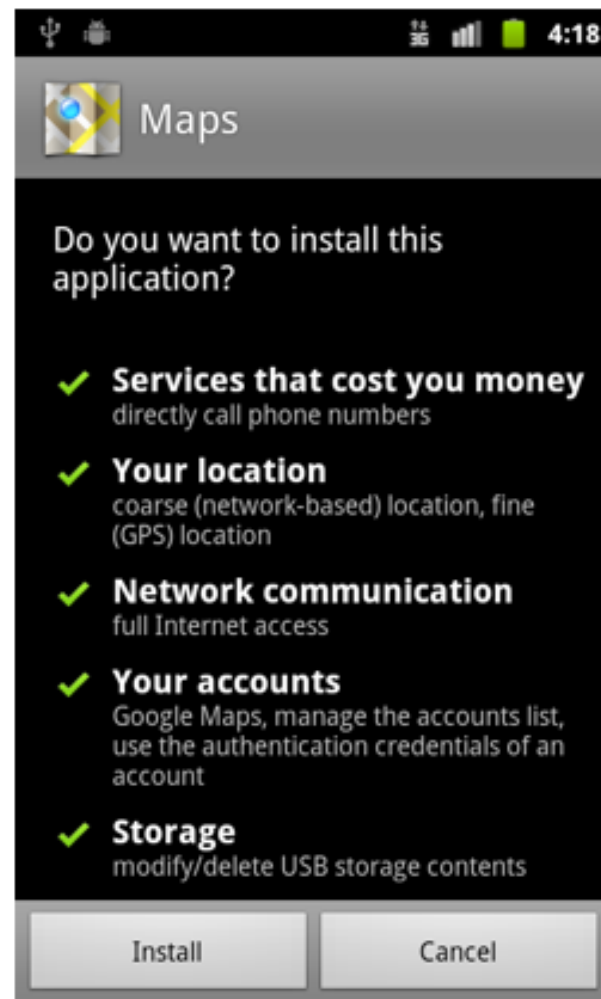 3G
4:18
Maps
Do you want to install this
application?
Services that cost you money
directly call phone numbers
Your location
coarse (network-based) location, fine
(GPS) location
Network communication
full Internet access
Your accounts
Google Maps, manage the accounts list,
use the authentication credentials of an
account
Storage
modify/delete USB storage contents
Install
Cancel